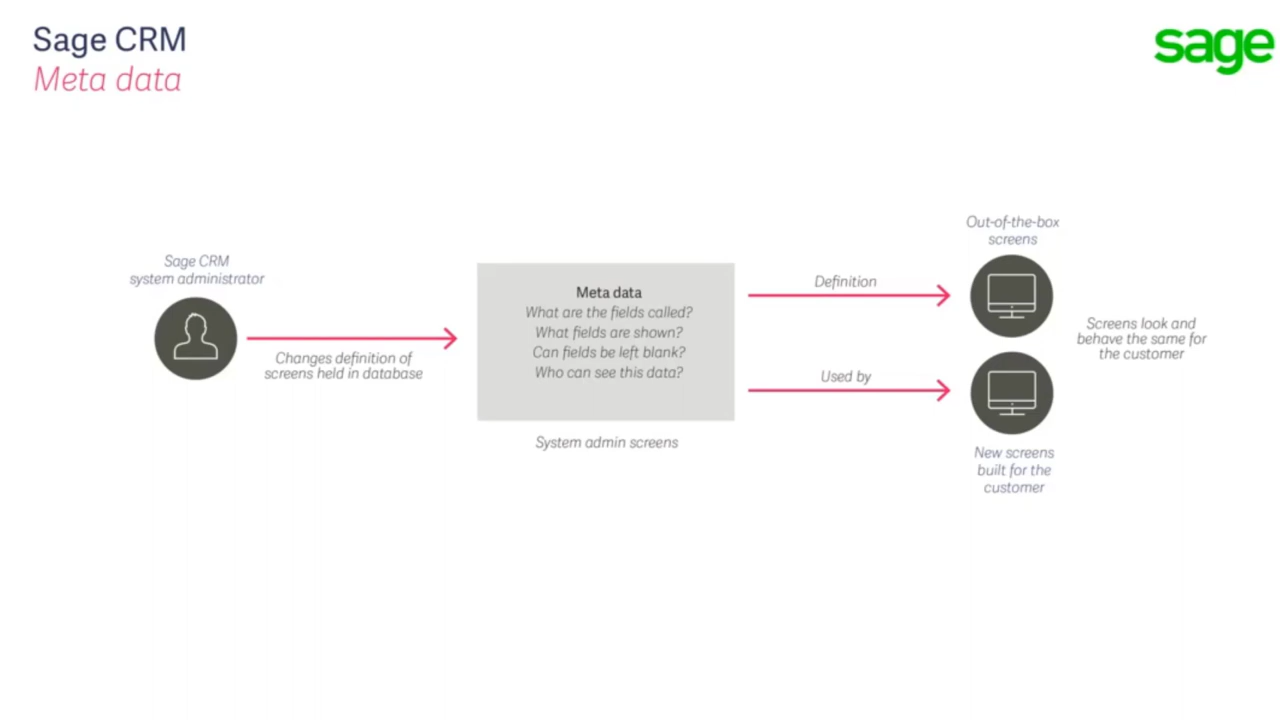 Sage CRM
Meta data
sage
Sage CRM
system administrator
Changes definition of
screens held in database
Meta data
What are the fields called?
What fields are shown?
Can fields be left blank?
Who can see this data?
System admin screens
Definition
Used by
Out-of-the-box
screens
New screens
built for the
customer
Screens look and
behave the same for
the customer